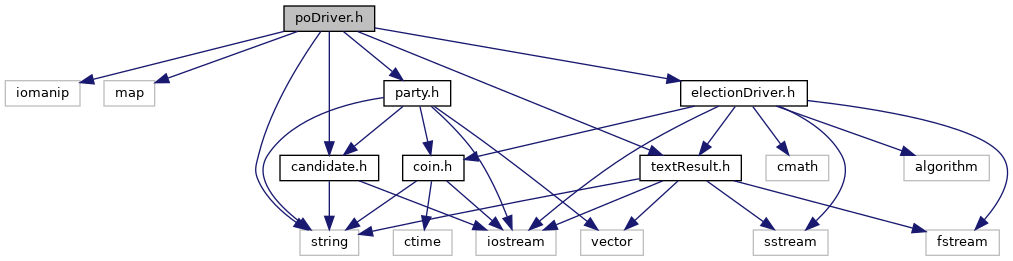 poDriver.h
iomanip
map
party.h
electionDriver.h
candidate.h
coin.h
textResult.h
cmath
algorithm
string
ctime
iostream
vector
sstream
fstream